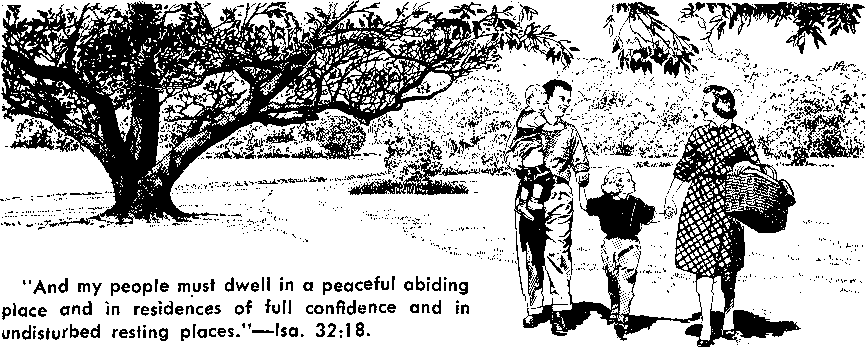 "And my people must dwell in a peaceful abiding
place and in residences of full confidence and in
undisturbed resting places."—Isa. 32:18.